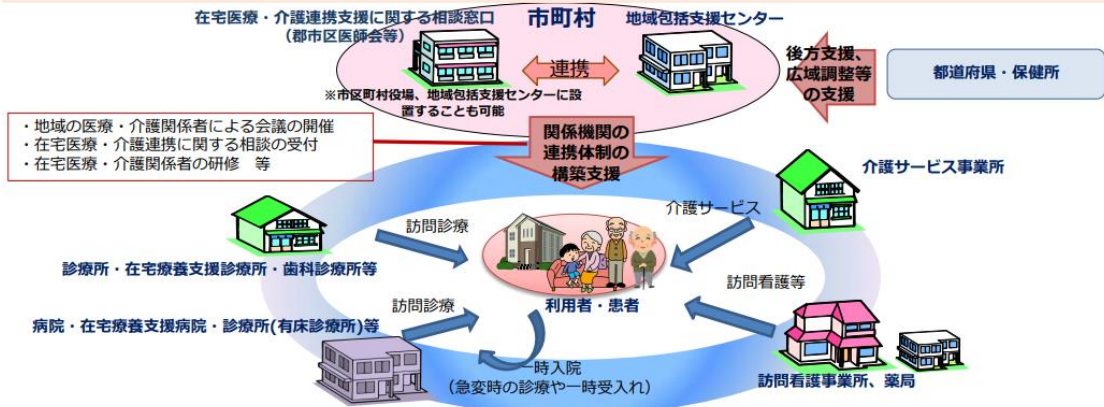 市町村
在宅医療・介護連携支援に関する相談窓口
（郡市区医師会等）
地域包括支援センター
連携
※市区町村役場、地域包括支援センターに設
置することも可能
後方支援、
広域調整等
の支援
都道府県・保健所
・地域の医療・介護関係者による会議の開催
・在宅医療・介護連携に関する相談の受付
・在宅医療・介護関係者の研修　等
関係機関の
連携体制の
構築支援
介護サービス事業所
介護サービス
訪問診療
診療所・在宅療養支援診療所・歯科診療所等
利用者・患者
訪問看護等
訪問診療
病院・在宅療養支援病院・診療所(有床診療所)等
一時入院
（急変時の診療や一時受入れ）
訪問看護事業所、薬局